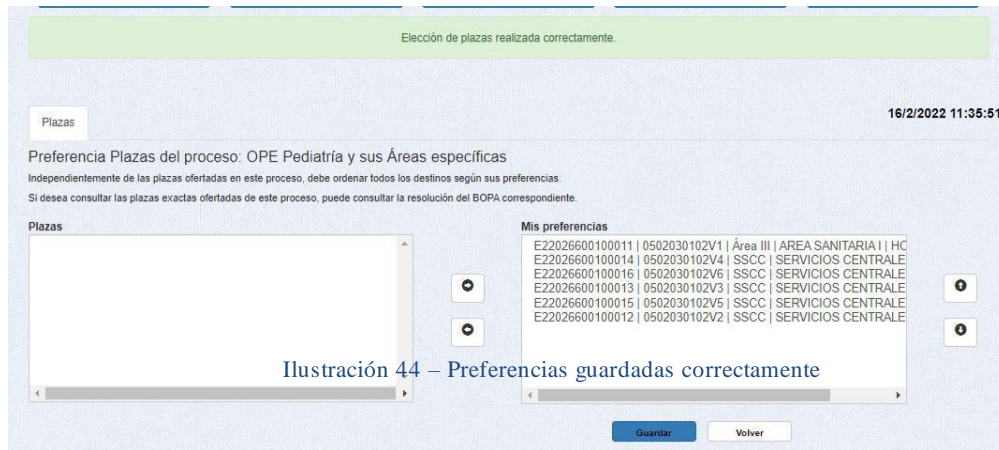 Elección de plazas realizada correctamente.
16/2/2022 11:35:51
Plazas
Preferencia Plazas del proceso: OPE Pediatría y sus Áreas específicas
Independientemente de las plazas ofertadas en este proceso, debe ordenar todos los destinos según sus preferencias.
Si desea consultar las plazas exactas ofertadas de este proceso, puede consultar la resolución del BOPA correspondiente.
Plazas
Mis preferencias
E22026600100011 | 0502030102V1 | Área III | AREA SANITARIA I | HO
E22026600100014 | 0502030102V4 | SSCC | SERVICIOS CENTRALE
E22026600100016 | 0502030102V6 | SSCC | SERVICIOS CENTRALE
E22026600100013 | 0502030102V3 | SSCC | SERVICIOS CENTRALE
E22026600100015 | 0502030102V5 | SSCC | SERVICIOS CENTRALE
E22026600100012 | 0502030102V2 | SSCC | SERVICIOS CENTRALE
Ilustración 44 – Preferencias guardadas correctamente
Guardar
Volver